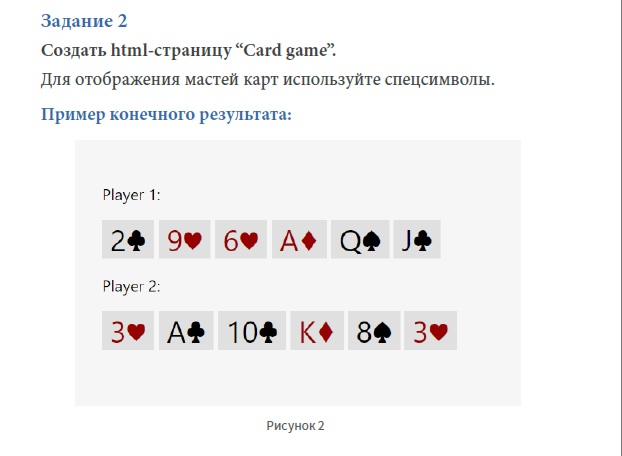 Задание 2
Создать html-страницу “Card game”.
Для отображения мастей карт используйте спецсимволы.
Пример конечного результата:
Player 1:
2♣ 9♥ 6♥ A♦ Q♠ J♣
Player 2:
3♥ A♣ 10♣ K♦ 8♠ 3♥
Рисунок 2